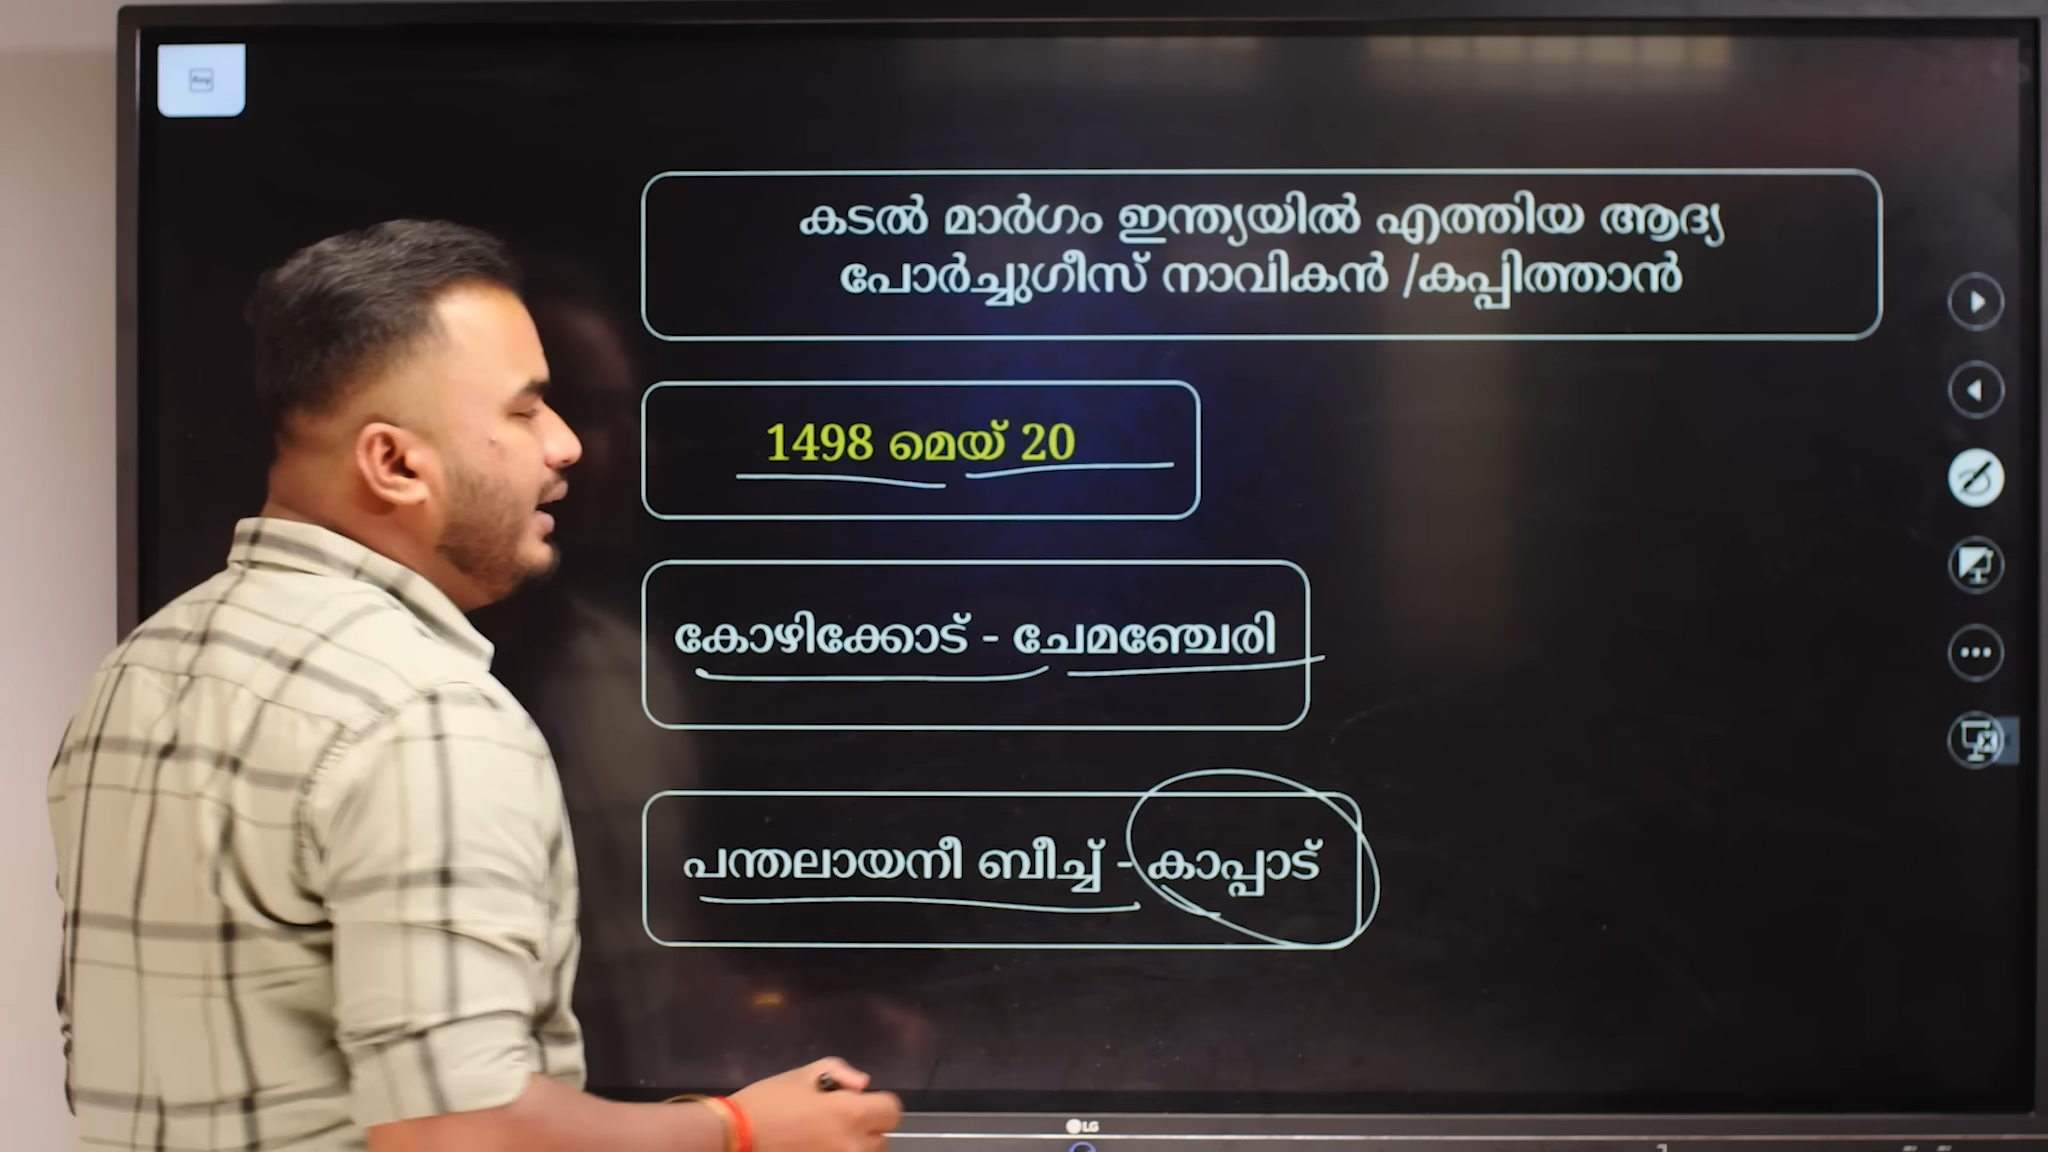 കടൽ മാർഗം ഇന്ത്യയിൽ എത്തിയ ആദ്യ
പോർച്ചുഗീസ് നാവികൻ /കപ്പിത്താൻ
1498 മെയ് 20
കോഴിക്കോട് - ചേമഞ്ചേരി
പന്തലായനീ ബീച്ച് - കാപ്പാട്
LG